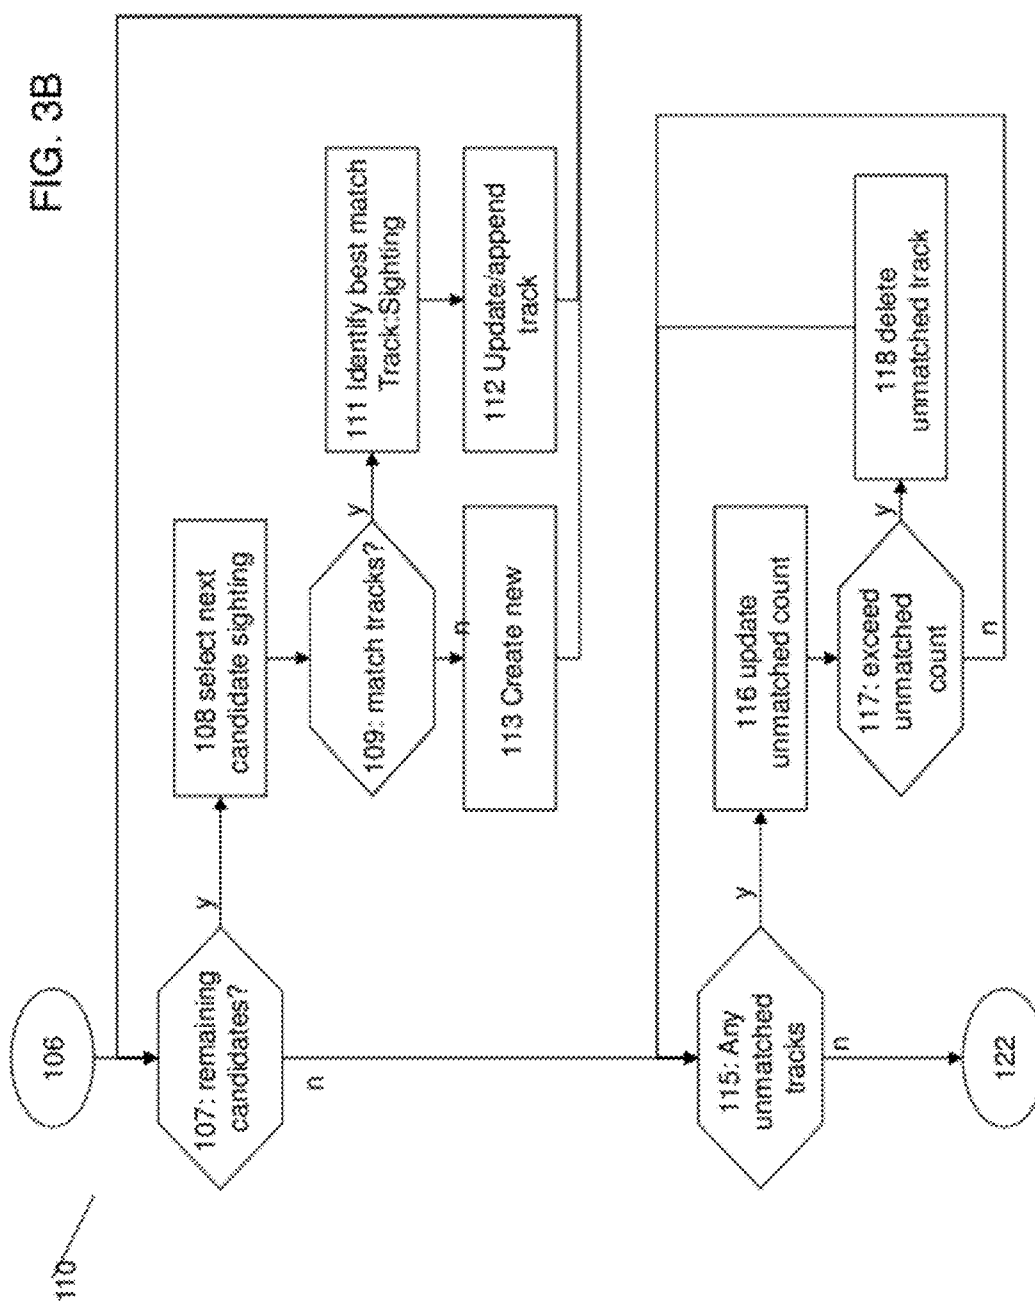 FIG. 3B
110
106
107: remaining
candidates?
y
n
108 select next
candidate sighting
109: match tracks?
y
n
111 Identify best match
Track:Sighting
112 Update/append
track
113 Create new
115: Any
unmatched
tracks
y
n
116 update
unmatched count
117: exceed
unmatched
count
y
n
118 delete
unmatched track
122